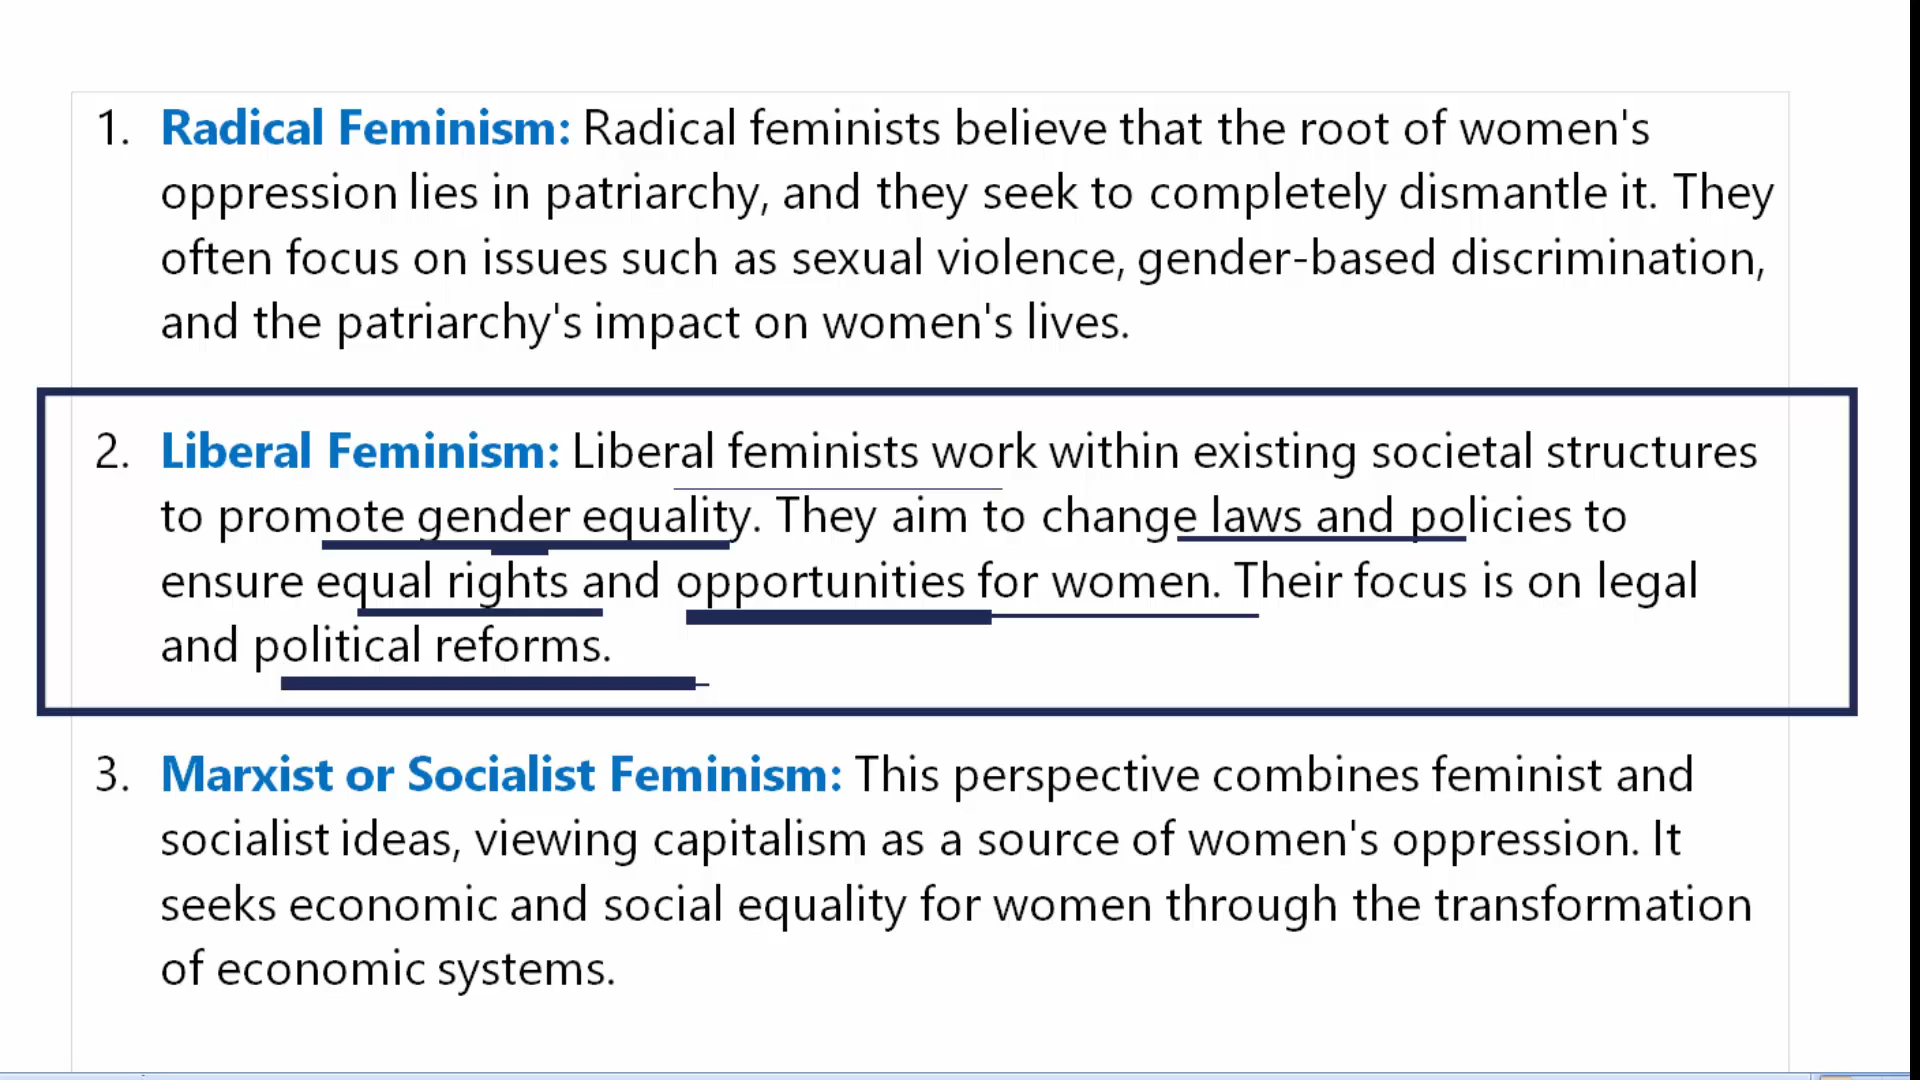 1. Radical Feminism: Radical feminists believe that the root of women's
oppression lies in patriarchy, and they seek to completely dismantle it. They
often focus on issues such as sexual violence, gender-based discrimination,
and the patriarchy's impact on women's lives.
2. Liberal Feminism: Liberal feminists work within existing societal structures
to promote gender equality. They aim to change laws and policies to
ensure equal rights and opportunities for women. Their focus is on legal
and political reforms.
3. Marxist or Socialist Feminism: This perspective combines feminist and
socialist ideas, viewing capitalism as a source of women's oppression. It
seeks economic and social equality for women through the transformation
of economic systems.